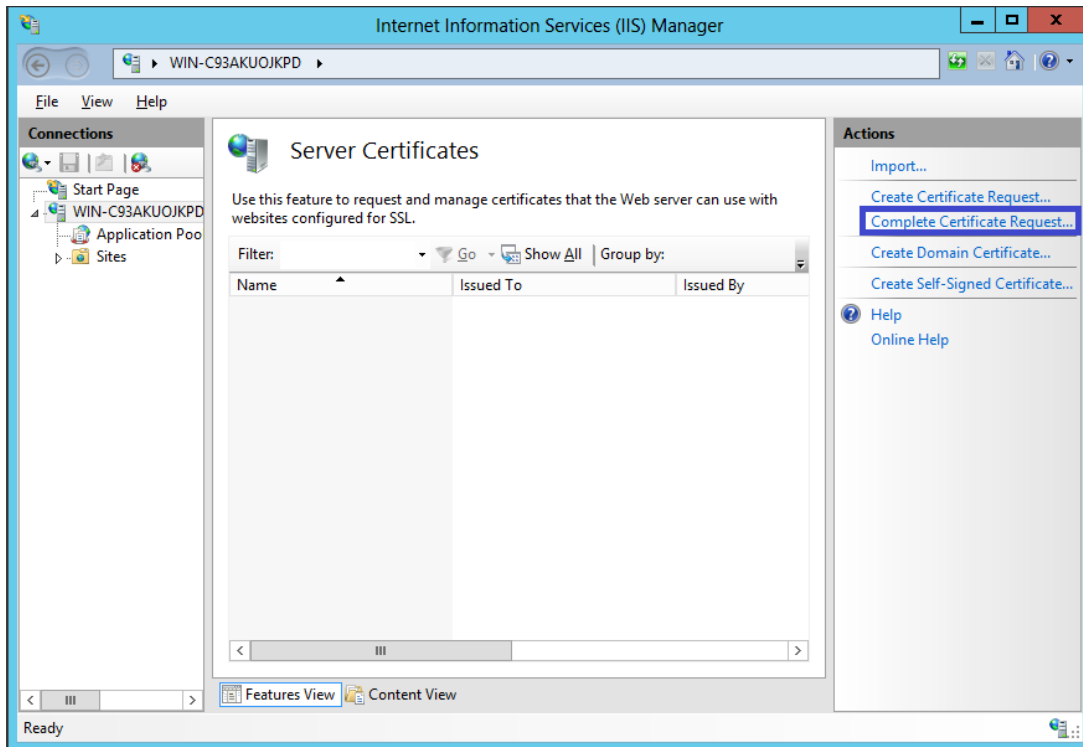 Internet Information Services (IIS) Manager
WIN-C93AKUOJKPD
File View Help
Connections
Start Page
WIN-C93AKUOJKPD
Application Poo
Sites
Server Certificates
Use this feature to request and manage certificates that the Web server can use with
websites configured for SSL.
Filter: Go Show All Group by:
Name Issued To Issued By
Features View Content View
Actions
Import...
Create Certificate Request...
Complete Certificate Request...
Create Domain Certificate...
Create Self-Signed Certificate...
Help
Online Help
Ready